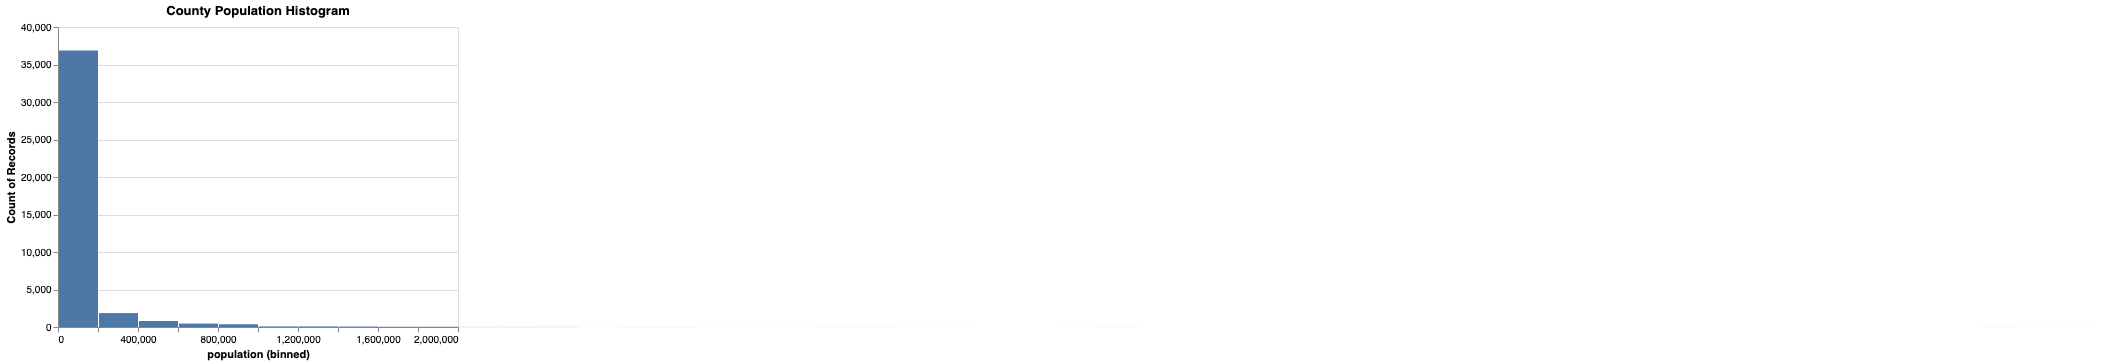 County Population Histogram
40,000
35,000
30,000
25,000
20,000
15,000
10,000
5,000
0
Count of Records
0 400,000 800,000 1,200,000 1,600,000 2,000,000
population (binned)